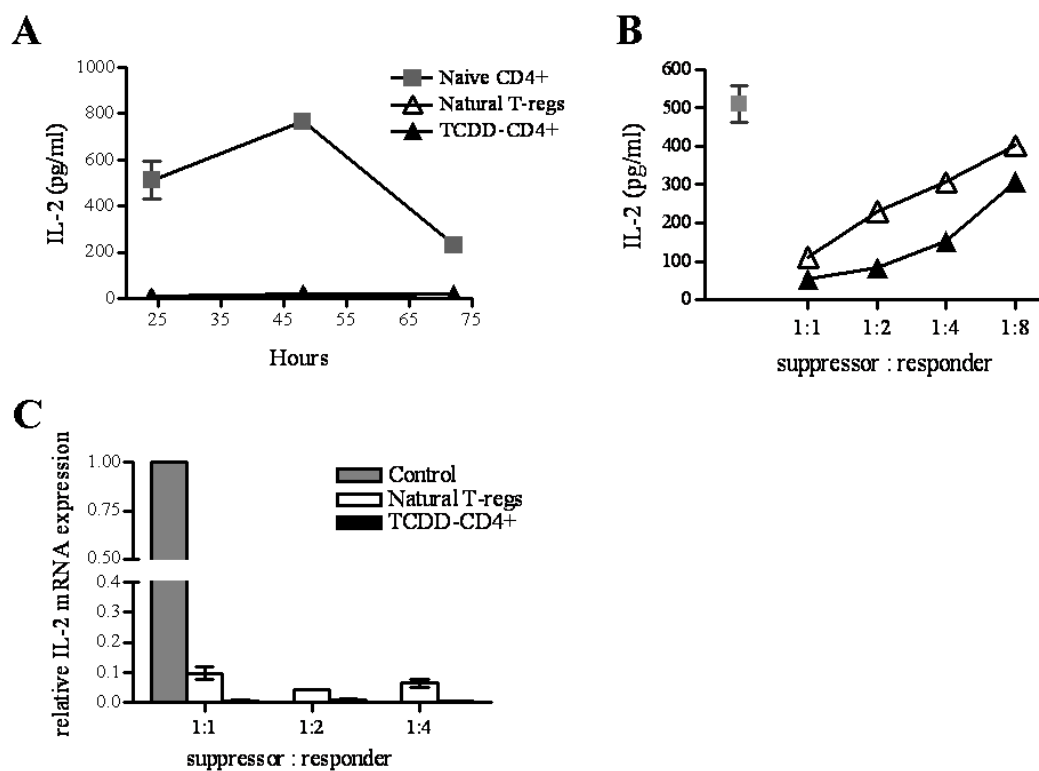 A
IL-2 (pg/ml)
1000
800
600
400
200
0
25 35 45 55 65 75
Hours
Naive CD4+
Natural T-regs
TCDD-CD4+
B
IL-2 (pg/ml)
600
500
400
300
200
100
0
1:1 1:2 1:4 1:8
suppressor : responder
C
relative IL-2 mRNA expression
1.00
0.75
0.50
0.4
0.3
0.2
0.1
0.0
1:1 1:2 1:4
suppressor : responder
Control
Natural T-regs
TCDD-CD4+